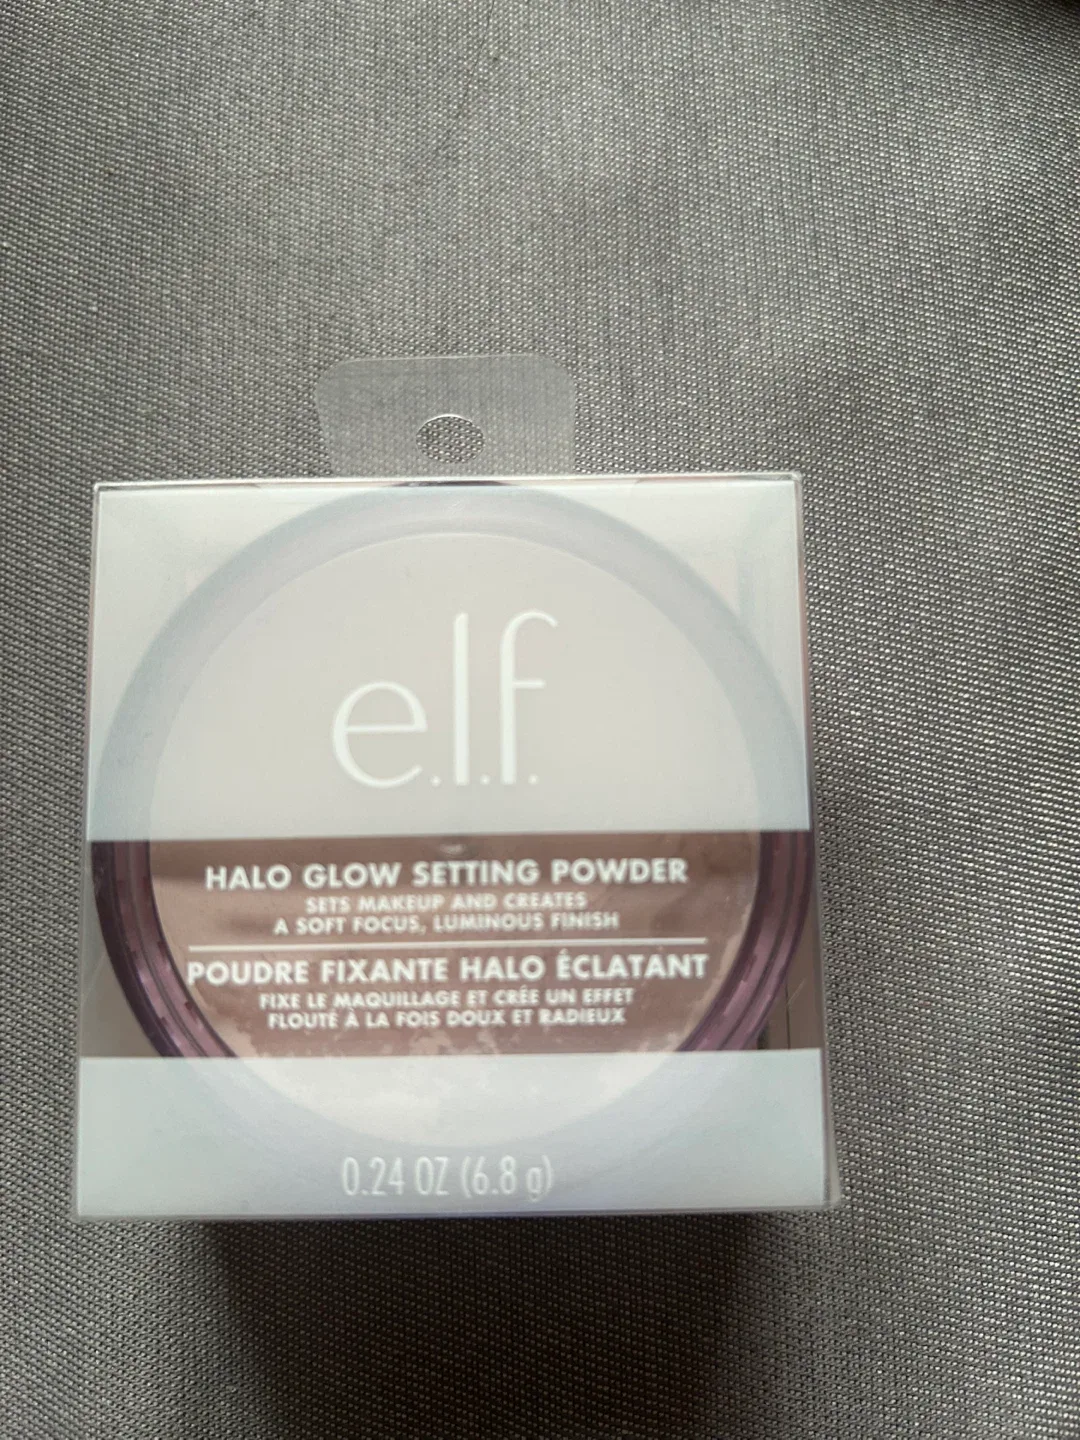 e.l.f.
HALO GLOW SETTING POWDER
SETS MAKEUP AND CREATES
A SOFT FOCUS, LUMINOUS FINISH
POUDRE FIXANTE HALO ÉCLATANT
FIXE LE MAQUILLAGE ET CRÉE UN EFFET
FLOUTÉ À LA FOIS DOUX ET RADIEUX
0.24 OZ (6.8 g)